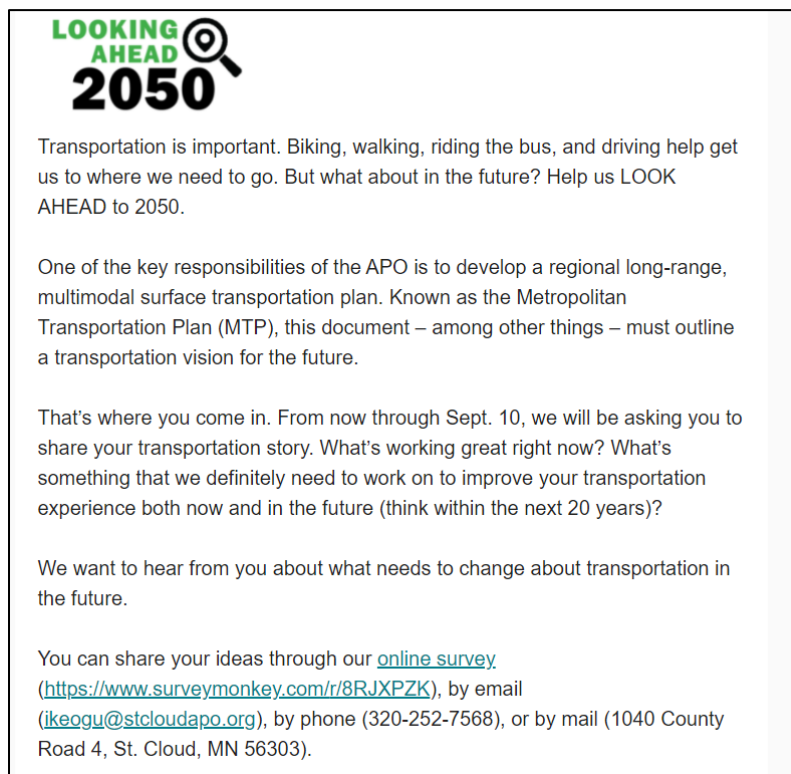 LOOKING
AHEAD
2050
Transportation is important. Biking, walking, riding the bus, and driving help get
us to where we need to go. But what about in the future? Help us LOOK
AHEAD to 2050.
One of the key responsibilities of the APO is to develop a regional long-range,
multimodal surface transportation plan. Known as the Metropolitan
Transportation Plan (MTP), this document – among other things – must outline
a transportation vision for the future.
That’s where you come in. From now through Sept. 10, we will be asking you to
share your transportation story. What’s working great right now? What’s
something that we definitely need to work on to improve your transportation
experience both now and in the future (think within the next 20 years)?
We want to hear from you about what needs to change about transportation in
the future.
You can share your ideas through our online survey
(https://www.surveymonkey.com/r/8RJXPZK), by email
(ikeogu@stcloudapo.org), by phone (320-252-7568), or by mail (1040 County
Road 4, St. Cloud, MN 56303).